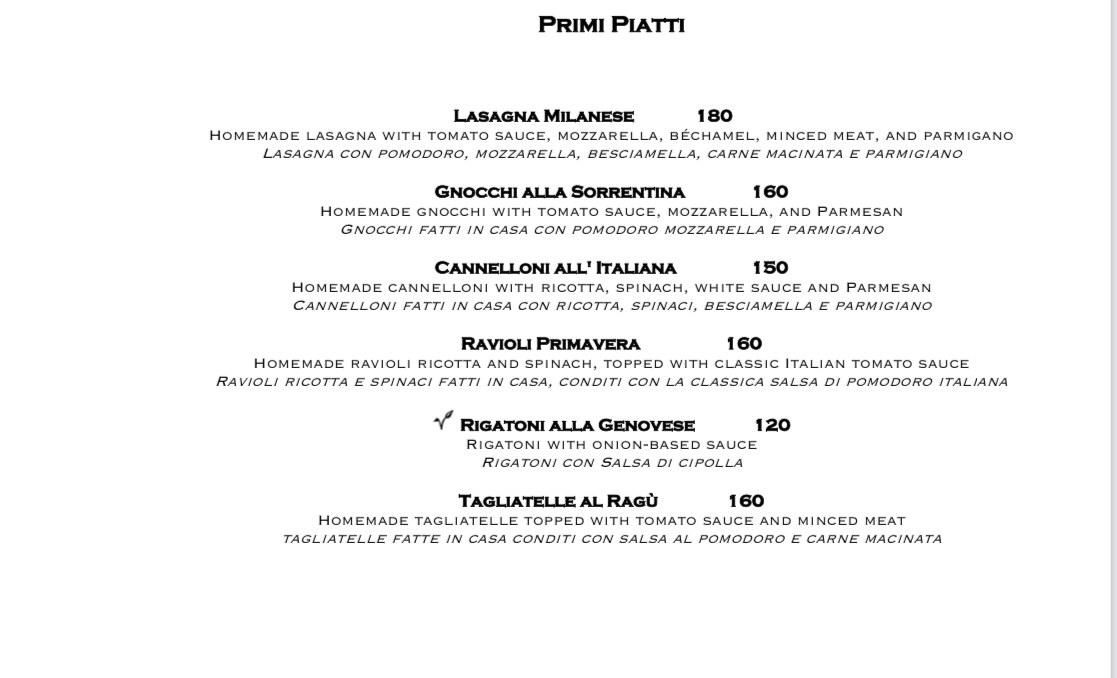 Primi Piatti
Lasagna Milanese 180
Homemade lasagna with tomato sauce, mozzarella, béchamel, minced meat, and parmigano
Lasagna con pomodoro, mozzarella, besciamella, carne macinata e parmigiano
Gnocchi alla Sorrentina 160
Homemade gnocchi with tomato sauce, mozzarella, and Parmesan
Gnocchi fatti in casa con pomodoro mozzarella e parmigiano
Cannelloni all' Italiana 150
Homemade cannelloni with ricotta, spinach, white sauce and Parmesan
Cannelloni fatti in casa con ricotta, spinaci, besciamella e parmigiano
Ravioli Primavera 160
Homemade ravioli ricotta and spinach, topped with classic Italian tomato sauce
Ravioli ricotta e spinaci fatti in casa, conditi con la classica salsa di pomodoro italiana
Rigatoni alla Genovese 120
Rigatoni with onion-based sauce
Rigatoni con Salsa di cipolla
Tagliatelle al Ragù 160
Homemade tagliatelle topped with tomato sauce and minced meat
tagliatelle fatte in casa conditi con salsa al pomodoro e carne macinata